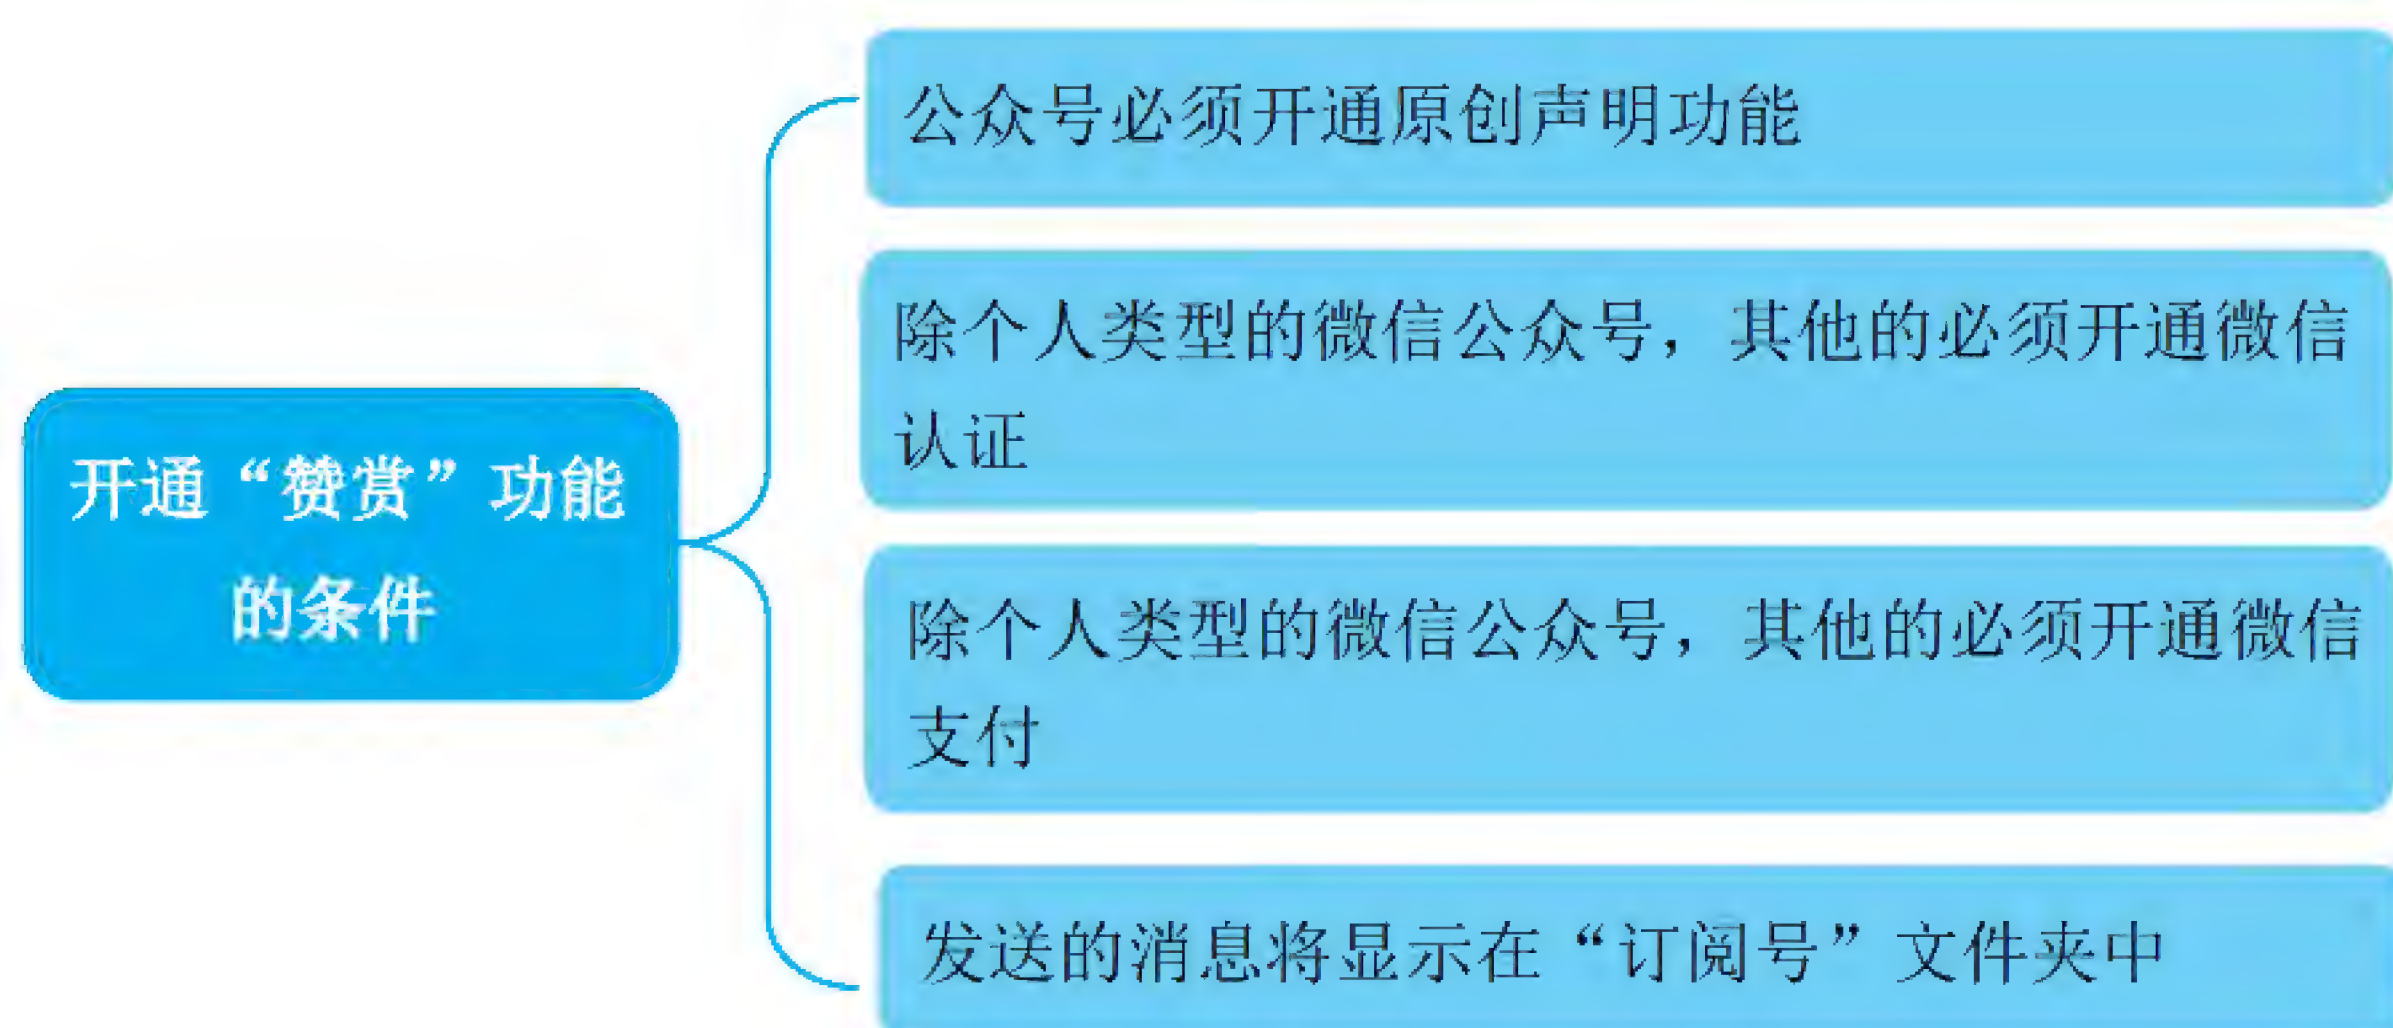 公众号必须开通原创声明功能
除个人类型的微信公众号，其他的必须开通微信
认证
开通“赞赏”功能
的条件
除个人类型的微信公众号，其他的必须开通微信
支付
发送的消息将显示在“订阅号”文件夹中